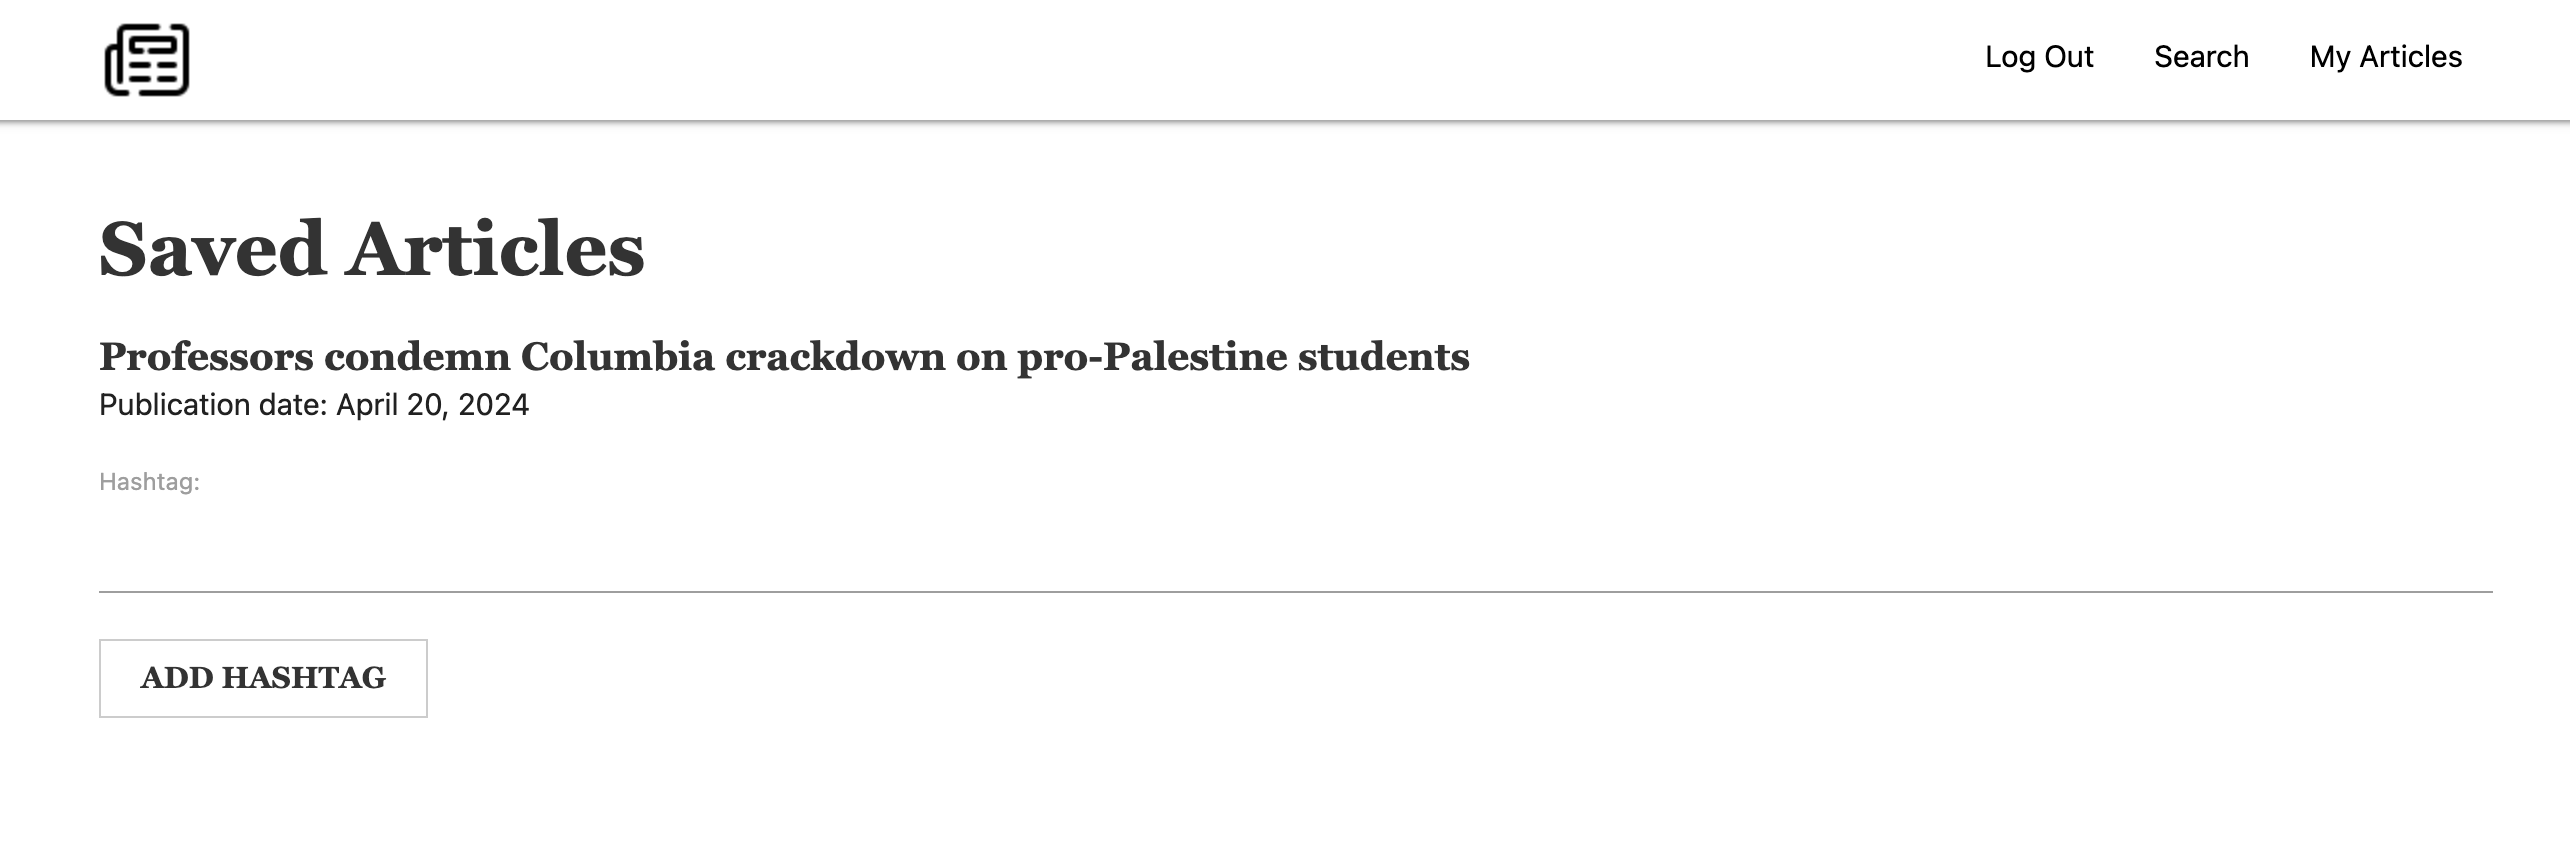 Log Out Search My Articles
Saved Articles
Professors condemn Columbia crackdown on pro-Palestine students
Publication date: April 20, 2024
Hashtag:
ADD HASHTAG